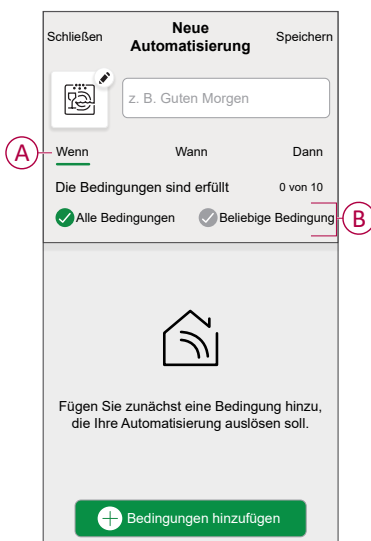 Schließen
Neue
Automatisierung
Speichern
z. B. Guten Morgen
A
Wenn
Wann
Dann
Die Bedingungen sind erfüllt
0 von 10
Alle Bedingungen
Beliebige Bedingung
B
Fügen Sie zunächst eine Bedingung hinzu,
die Ihre Automatisierung auslösen soll.
Bedingungen hinzufügen